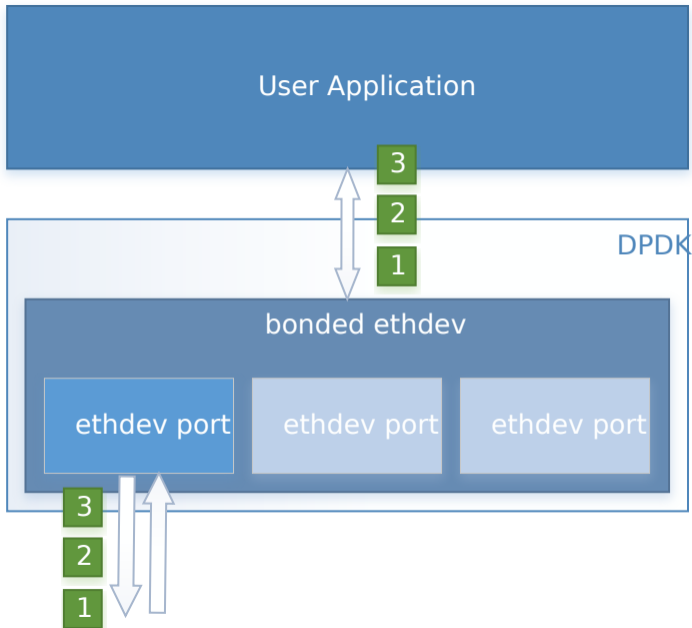 User Application
3
2
1
DPDK
bonded ethdev
ethdev port
ethdev port
ethdev port
3
2
1